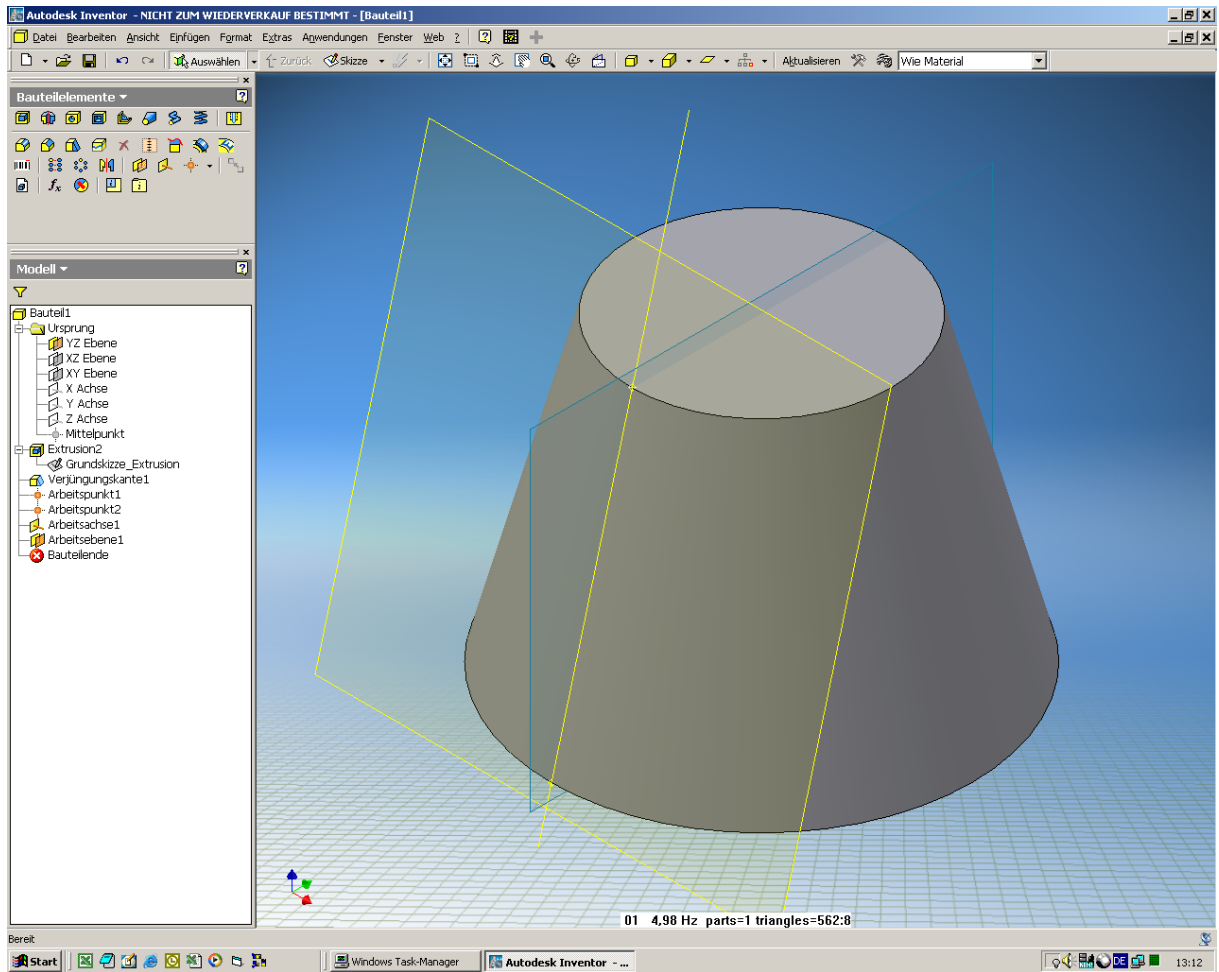 Autodesk Inventor - NICHT ZUM WIEDERVERKAUF BESTIMMT - [Bauteil1]
Datei Bearbeiten Ansicht Einfügen Format Extras Anwendungen Fenster Web ?
Auswählen Zurück Skizze Aktualisieren Wie Material
Bauteilelemente
fx
Modell
Bauteil1
Ursprung
YZ Ebene
XZ Ebene
XY Ebene
X Achse
Y Achse
Z Achse
Mittelpunkt
Extrusion2
Grundskizze_Extrusion
Verjüngungskante1
Arbeitspunkt1
Arbeitspunkt2
Arbeitsachse1
Arbeitsebene1
Bauteilende
01 4,98 Hz parts=1 triangles=562:8
Bereit
Start Windows Task-Manager Autodesk Inventor - ... DE 13:12